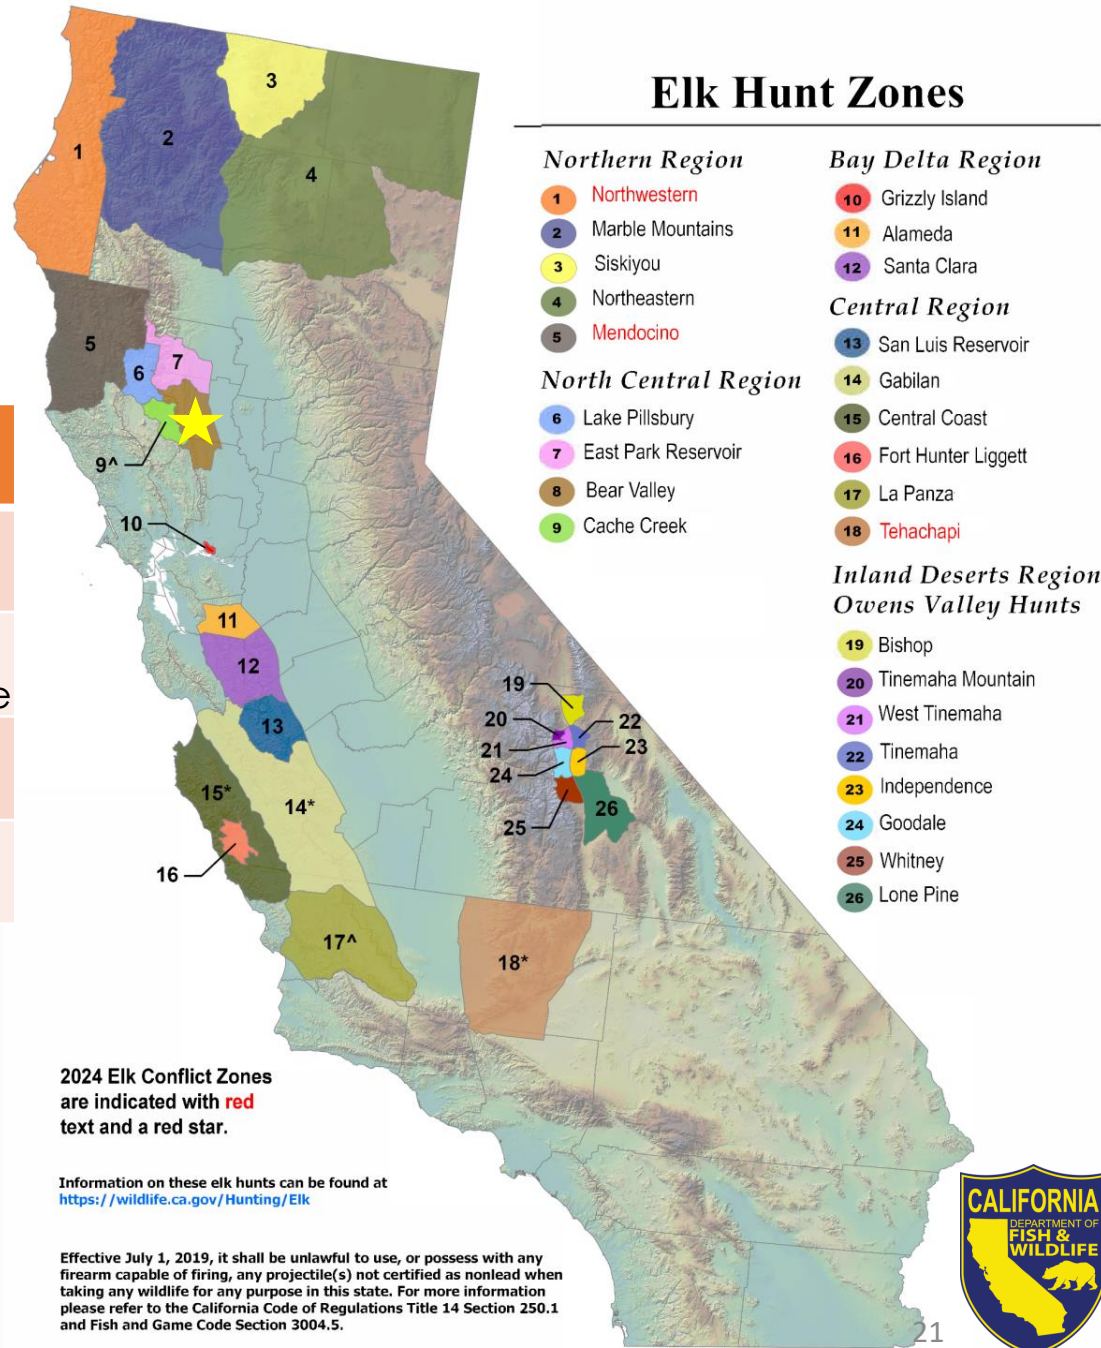 Elk Hunt Zones
Northern Region
1 Northwestern
2 Marble Mountains
3 Siskiyou
4 Northeastern
5 Mendocino
North Central Region
6 Lake Pillsbury
7 East Park Reservoir
8 Bear Valley
9 Cache Creek
Bay Delta Region
10 Grizzly Island
11 Alameda
12 Santa Clara
Central Region
13 San Luis Reservoir
14 Gabilan
15 Central Coast
16 Fort Hunter Liggett
17 La Panza
18 Tehachapi
Inland Deserts Region
Owens Valley Hunts
19 Bishop
20 Tinemaha Mountain
21 West Tinemaha
22 Tinemaha
23 Independence
24 Goodale
25 Whitney
26 Lone Pine
1
2
3
4
5
6
7
9^
10
11
12
13
14*
15*
16
17^
18*
19
20
21
22
23
24
25
26
e
2024 Elk Conflict Zones
are indicated with red
text and a red star.
Information on these elk hunts can be found at
https://wildlife.ca.gov/Hunting/Elk
Effective July 1, 2019, it shall be unlawful to use, or possess with any
firearm capable of firing, any projectile(s) not certified as nonlead when
taking any wildlife for any purpose in this state. For more information
please refer to the California Code of Regulations Title 14 Section 250.1
and Fish and Game Code Section 3004.5.
CALIFORNIA
DEPARTMENT OF
FISH &
WILDLIFE
21